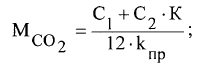 M_CO₂ = (C₁ + C₂ · K) / (12 · k_пр) ;